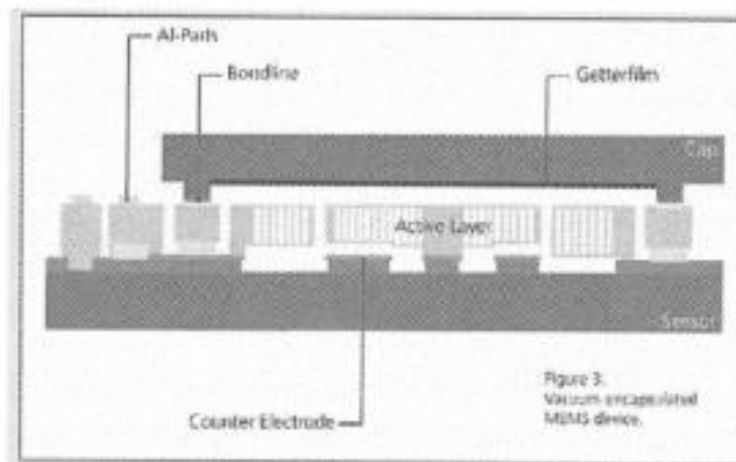 Al-Pads
Bondline
Getterfilm
Cap
Active Layer
Sensor
Figure 3.
Vacuum encapsulated
MEMS device.
Counter Electrode